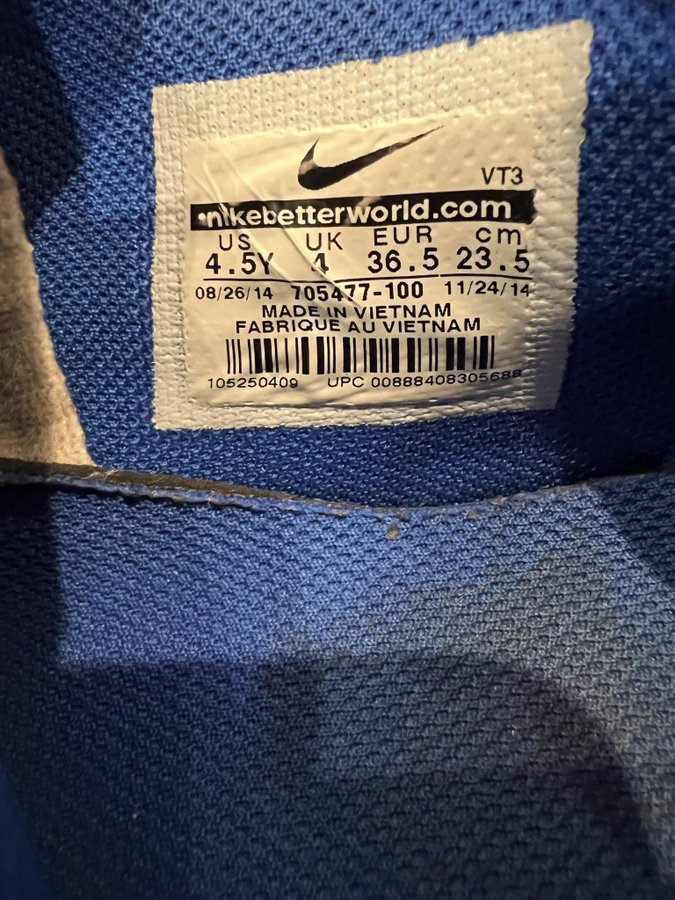 VT3
nikebetterworld.com
US UK EUR cm
4.5Y 4 36.5 23.5
08/26/14 705477-100 11/24/14
MADE IN VIETNAM
FABRIQUE AU VIETNAM
105250409 UPC 00888408305688